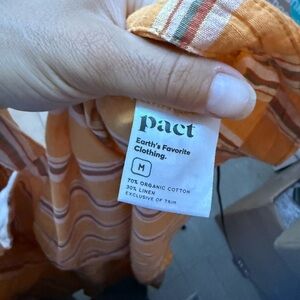 pact
Earth's Favorite
Clothing.
M
70% ORGANIC COTTON
30% LINEN
EXCLUSIVE OF TRIM